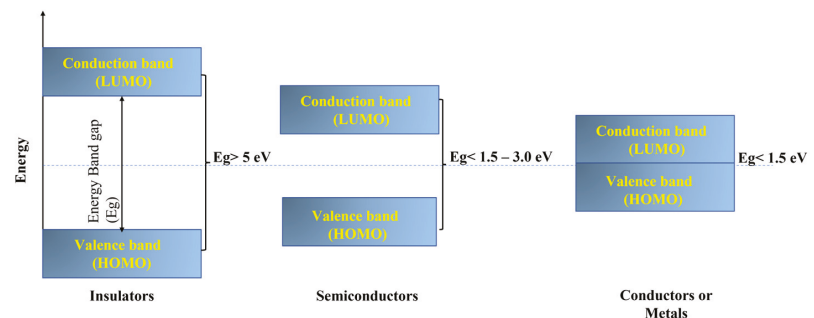 Energy
Conduction band
(LUMO)
Energy Band gap
(Eg)
Valence band
(HOMO)
Eg> 5 eV
Insulators
Conduction band
(LUMO)
Valence band
(HOMO)
Eg< 1.5 – 3.0 eV
Semiconductors
Conduction band
(LUMO)
Valence band
(HOMO)
Eg< 1.5 eV
Conductors or
Metals